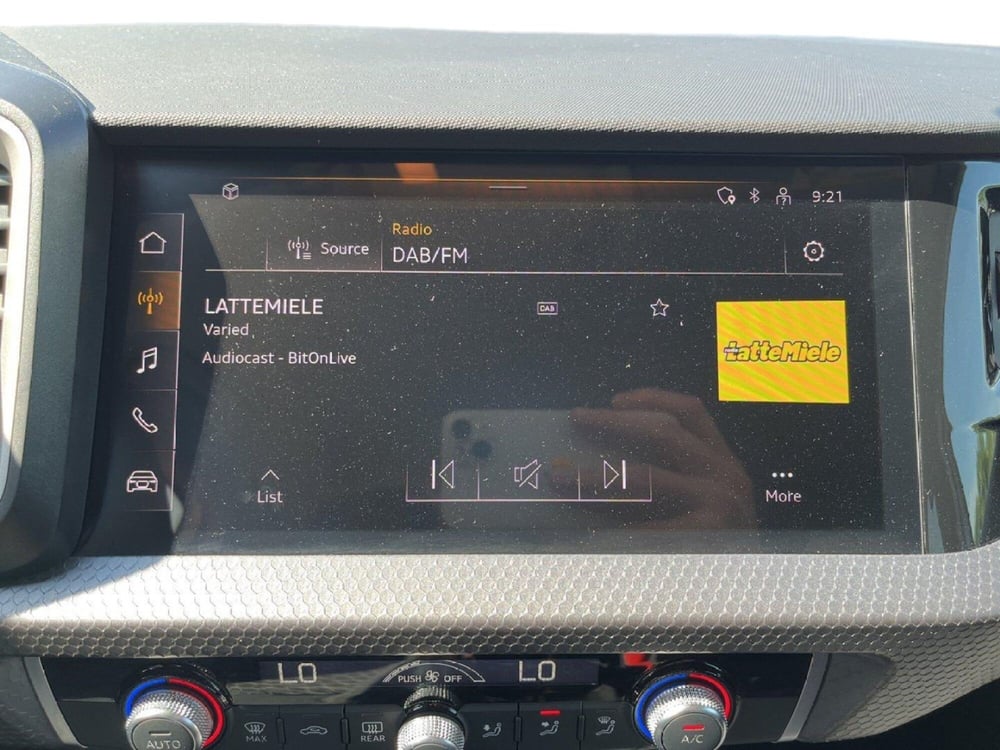 9:21
Radio
Source
DAB/FM
LATTEMIELE
DAB
Varied
Audiocast - BitOnLive
radio
LatteMiele
List
More
LO
PUSH OFF
LO
AUTO
MAX
REAR
A/C